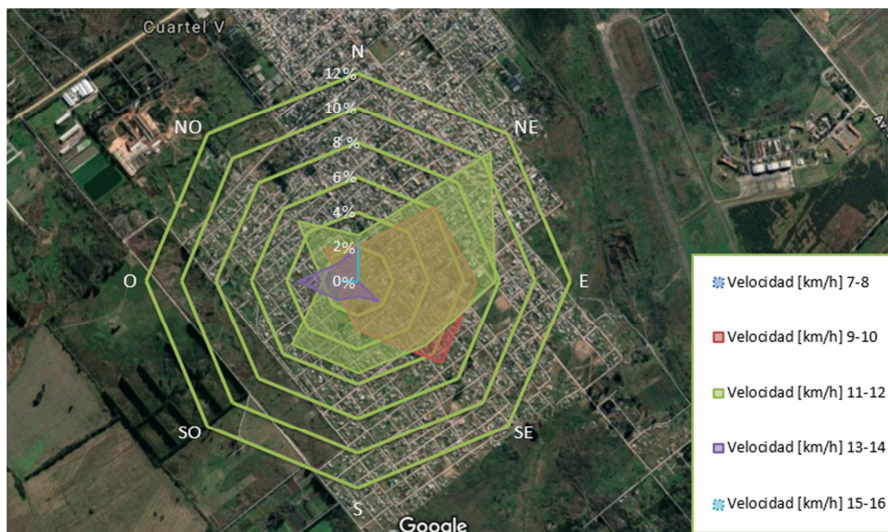 Cuartel V
N
12%
10%
8%
6%
4%
2%
0%
NO
NE
O
E
SO
SE
S
Google
Av
Velocidad [km/h] 7-8
Velocidad [km/h] 9-10
Velocidad [km/h] 11-12
Velocidad [km/h] 13-14
Velocidad [km/h] 15-16